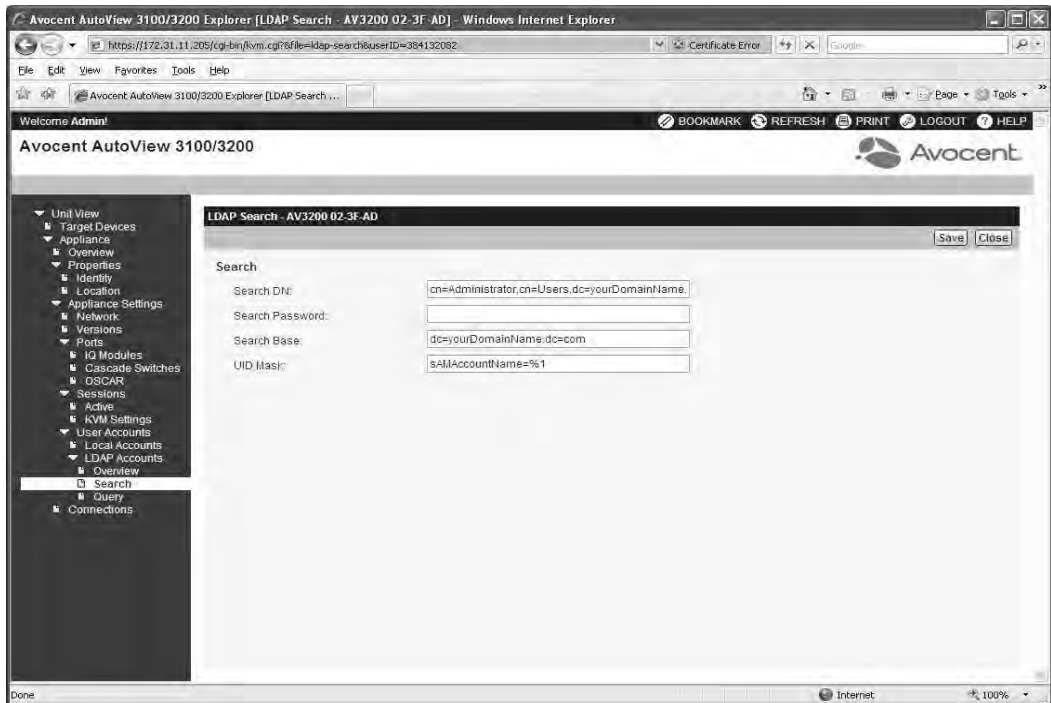 Avocent AutoView 3100/3200 Explorer [LDAP Search - AV3200 02-3F-AD] - Windows Internet Explorer
https://172.31.11.205/cgi-bin/kvm.cgi?&file=ldap-search&userID=384132082
Certificate Error
Google
File Edit View Favorites Tools Help
Avocent AutoView 3100/3200 Explorer [LDAP Search ...
Page Tools
Welcome Admin!
BOOKMARK REFRESH PRINT LOGOUT HELP
Avocent AutoView 3100/3200
Avocent
Unit View
Target Devices
Appliance
Overview
Properties
Identity
Location
Appliance Settings
Network
Versions
Ports
IQ Modules
Cascade Switches
OSCAR
Sessions
Active
KVM Settings
User Accounts
Local Accounts
LDAP Accounts
Overview
Search
Query
Connections
LDAP Search - AV3200 02-3F-AD
Save Close
Search
Search DN: cn=Administrator,cn=Users,dc=yourDomainName.
Search Password:
Search Base: dc=yourDomainName,dc=com
UID Mask: sAMAccountName=%1
Done
Internet
100%